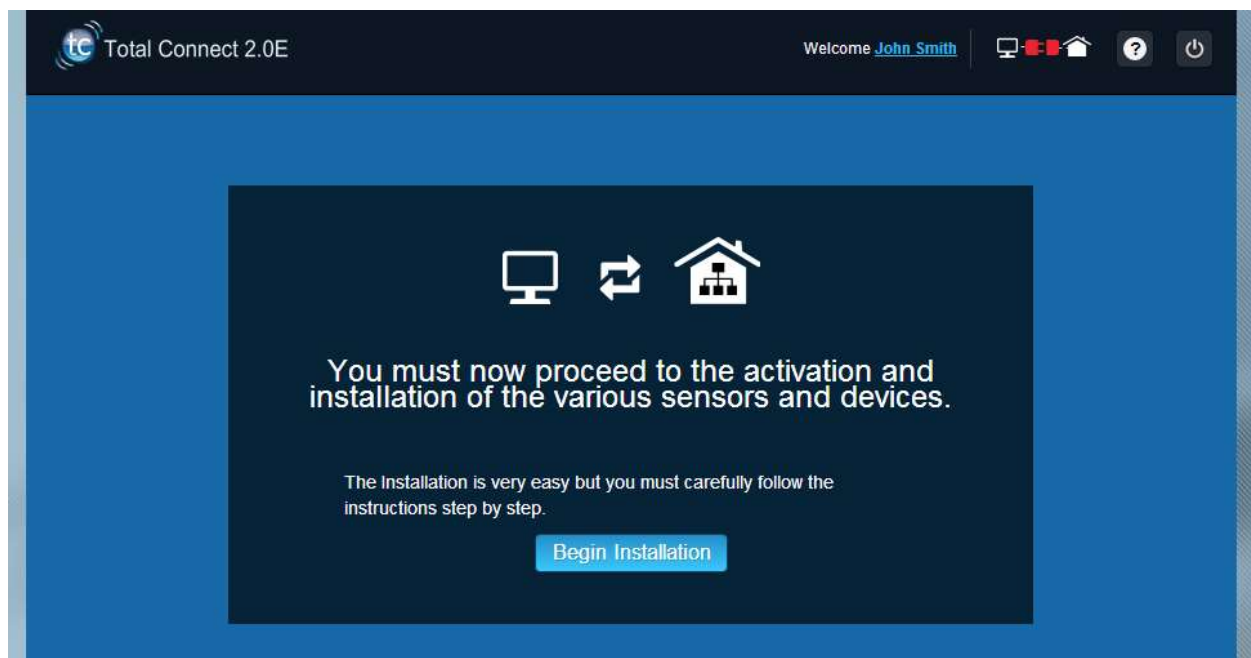 tc Total Connect 2.0E
Welcome John Smith
?
You must now proceed to the activation and
installation of the various sensors and devices.
The Installation is very easy but you must carefully follow the
instructions step by step.
Begin Installation